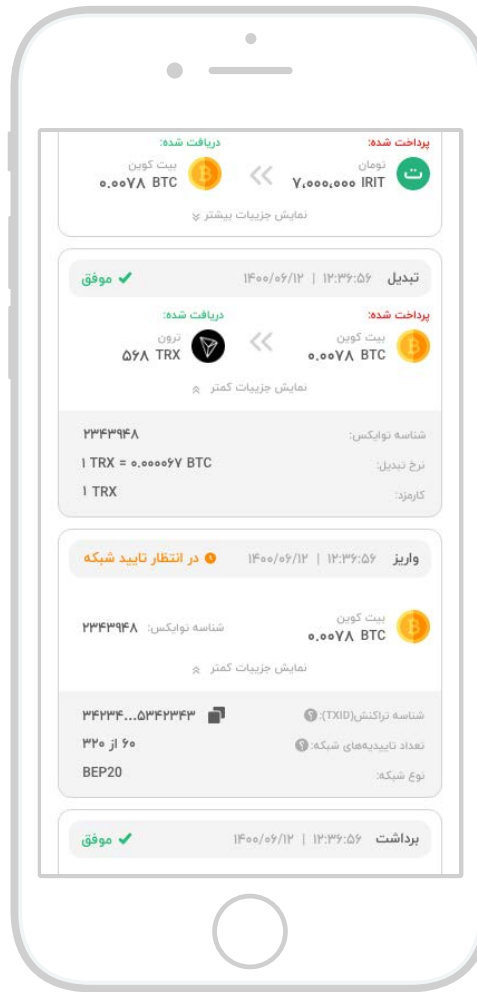 پرداخت شده: دریافت شده:
تومان بیت کوین
۷,۰۰۰,۰۰۰ IRIT ۰.۰۰۷۸ BTC
نمایش جزییات بیشتر
تبدیل ۱۲:۳۶:۵۶ | ۱۴۰۰/۰۶/۱۲ موفق
پرداخت شده: دریافت شده:
بیت کوین ترون
۰.۰۰۷۸ BTC ۵۶۸ TRX
نمایش جزییات کمتر
شناسه توایکس: ۲۳۴۳۹۴۸
نرخ تبدیل: ۱ TRX = ۰.۰۰۰۰۶۷ BTC
کارمزد: ۱ TRX
واریز ۱۲:۳۶:۵۶ | ۱۴۰۰/۰۶/۱۲ در انتظار تایید شبکه
بیت کوین
۰.۰۰۷۸ BTC شناسه توایکس: ۲۳۴۳۹۴۸
نمایش جزییات کمتر
شناسه تراکنش(TXID): ۳۴۲۳۴...۵۳۴۲۳۴۳
تعداد تاییدیه‌های شبکه: ۶۰ از ۳۲۰
نوع شبکه: BEP20
برداشت ۱۲:۳۶:۵۶ | ۱۴۰۰/۰۶/۱۲ موفق